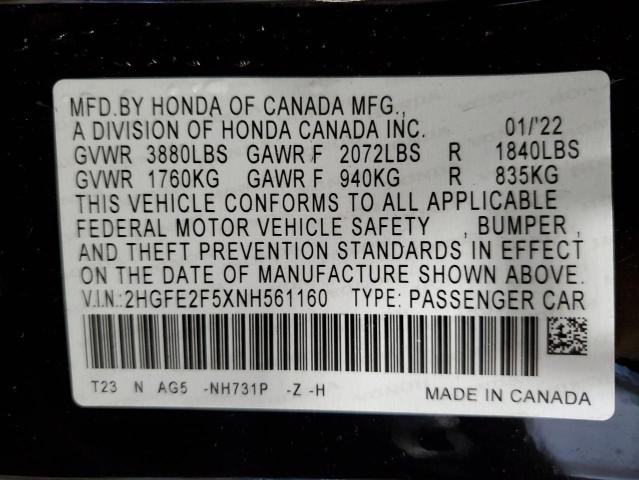 MFD.BY HONDA OF CANADA MFG.,
A DIVISION OF HONDA CANADA INC. 01/'22
GVWR 3880LBS GAWR F 2072LBS R 1840LBS
GVWR 1760KG GAWR F 940KG R 835KG
THIS VEHICLE CONFORMS TO ALL APPLICABLE
FEDERAL MOTOR VEHICLE SAFETY , BUMPER ,
AND THEFT PREVENTION STANDARDS IN EFFECT
ON THE DATE OF MANUFACTURE SHOWN ABOVE.
V.I.N.:2HGFE2F5XNH561160 TYPE: PASSENGER CAR
T23 N AG5 -NH731P -Z -H
MADE IN CANADA